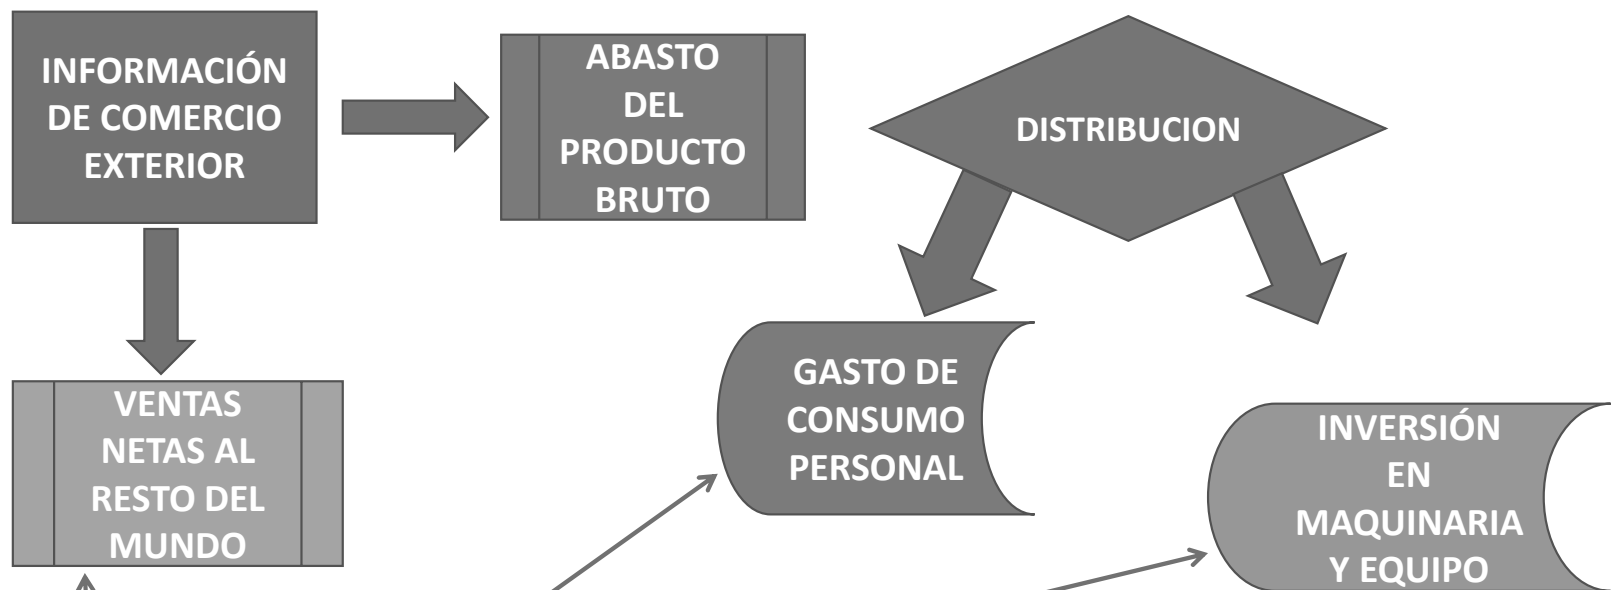 INFORMACIÓN
DE COMERCIO
EXTERIOR
ABASTO
DEL
PRODUCTO
BRUTO
DISTRIBUCION
VENTAS
NETAS AL
RESTO DEL
MUNDO
GASTO DE
CONSUMO
PERSONAL
INVERSIÓN
EN
MAQUINARIA
Y EQUIPO